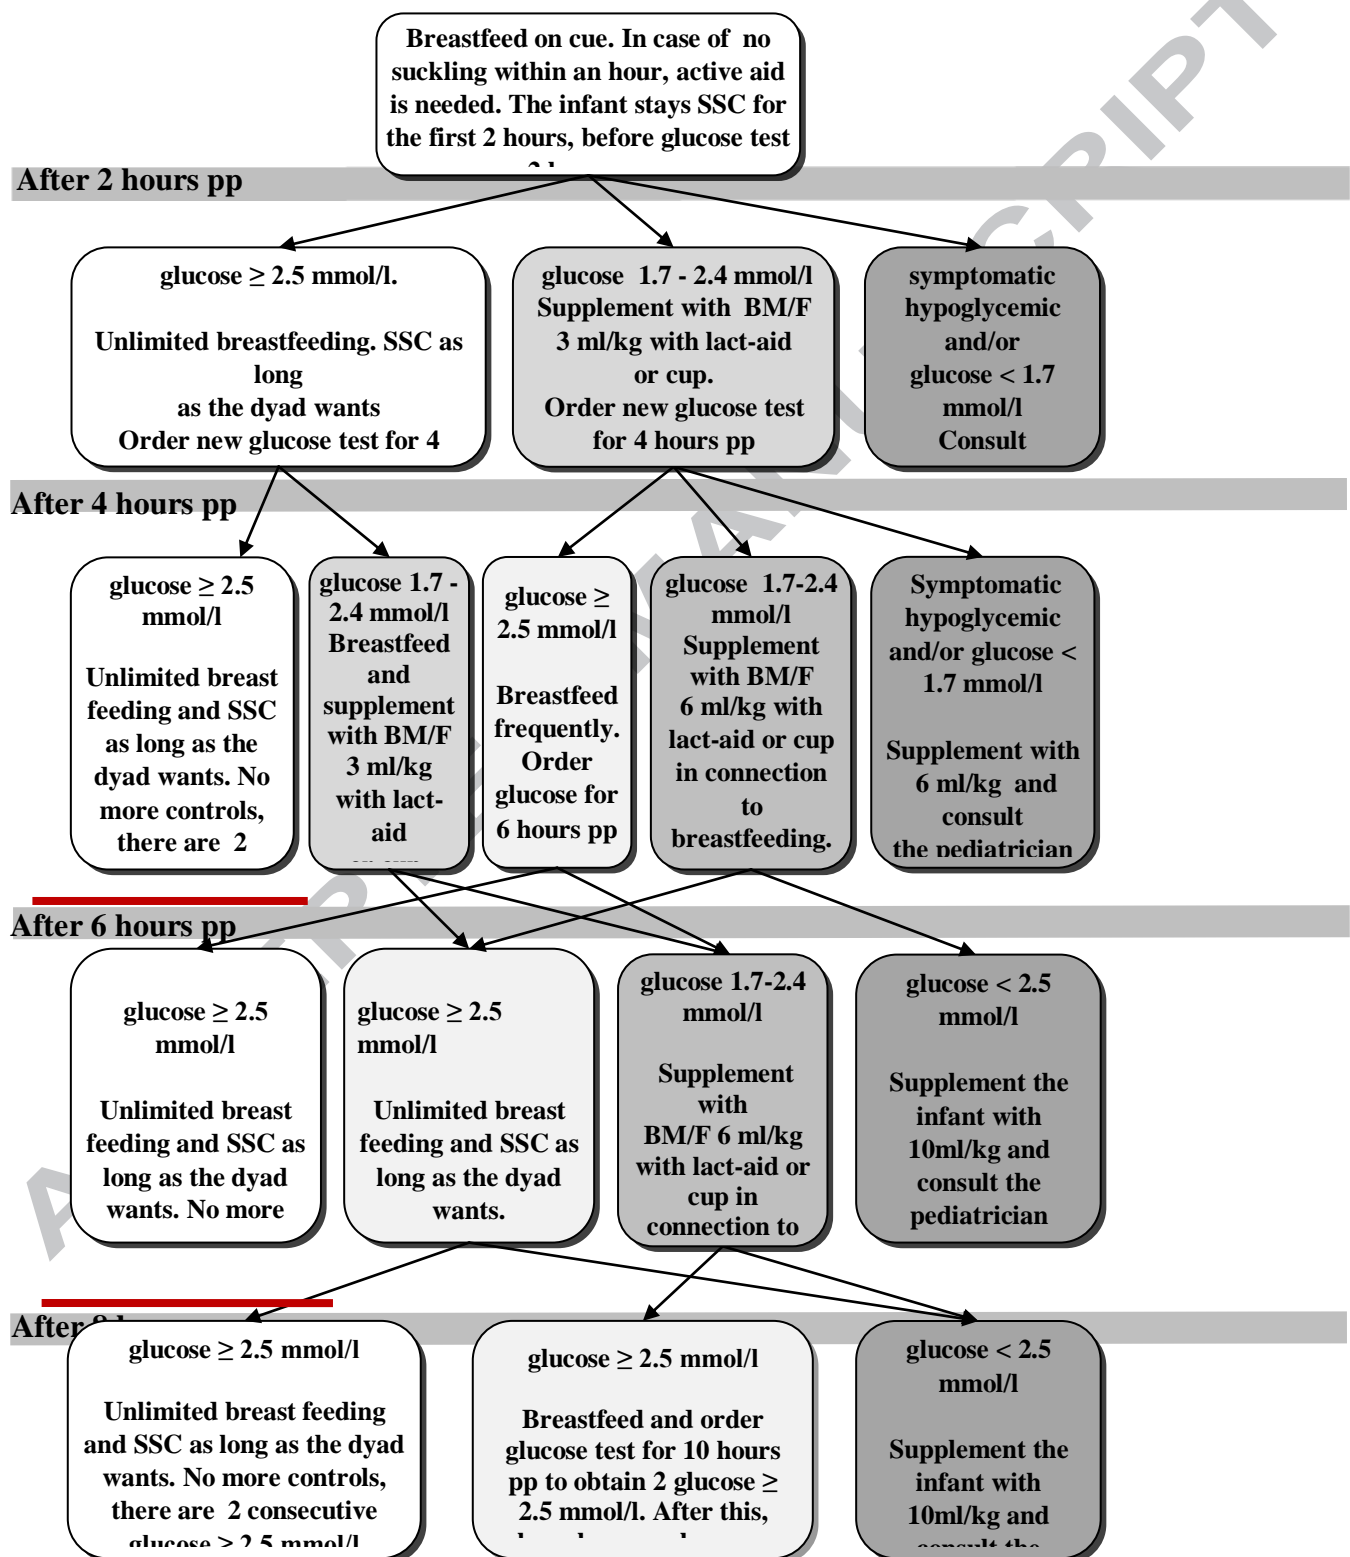 Breastfeed on cue. In case of no
suckling within an hour, active aid
is needed. The infant stays SSC for
the first 2 hours, before glucose test
After 2 hours pp
glucose ≥ 2.5 mmol/l.
Unlimited breastfeeding. SSC as
long
as the dyad wants
Order new glucose test for 4
glucose 1.7 - 2.4 mmol/l
Supplement with BM/F
3 ml/kg with lact-aid
or cup.
Order new glucose test
for 4 hours pp
symptomatic
hypoglycemic
and/or
glucose < 1.7
mmol/l
Consult
After 4 hours pp
glucose ≥ 2.5
mmol/l
Unlimited breast
feeding and SSC
as long as the
dyad wants. No
more controls,
there are 2
glucose 1.7 -
2.4 mmol/l
Breastfeed
and
supplement
with BM/F
3 ml/kg
with lact-
aid
glucose ≥
2.5 mmol/l
Breastfeed
frequently.
Order
glucose for
6 hours pp
glucose 1.7-2.4
mmol/l
Supplement
with BM/F
6 ml/kg with
lact-aid or cup
in connection
to
breastfeeding.
Symptomatic
hypoglycemic
and/or glucose <
1.7 mmol/l
Supplement with
6 ml/kg and
consult
the pediatrician
After 6 hours pp
glucose ≥ 2.5
mmol/l
Unlimited breast
feeding and SSC as
long as the dyad
wants. No more
glucose ≥ 2.5
mmol/l
Unlimited breast
feeding and SSC as
long as the dyad
wants.
glucose 1.7-2.4
mmol/l
Supplement
with
BM/F 6 ml/kg
with lact-aid or
cup in
connection to
glucose < 2.5
mmol/l
Supplement the
infant with
10ml/kg and
consult the
pediatrician
After
glucose ≥ 2.5 mmol/l
Unlimited breast feeding
and SSC as long as the dyad
wants. No more controls,
there are 2 consecutive
glucose ≥ 2.5 mmol/l
glucose ≥ 2.5 mmol/l
Breastfeed and order
glucose test for 10 hours
pp to obtain 2 glucose ≥
2.5 mmol/l. After this,
glucose < 2.5
mmol/l
Supplement the
infant with
10ml/kg and
consult the